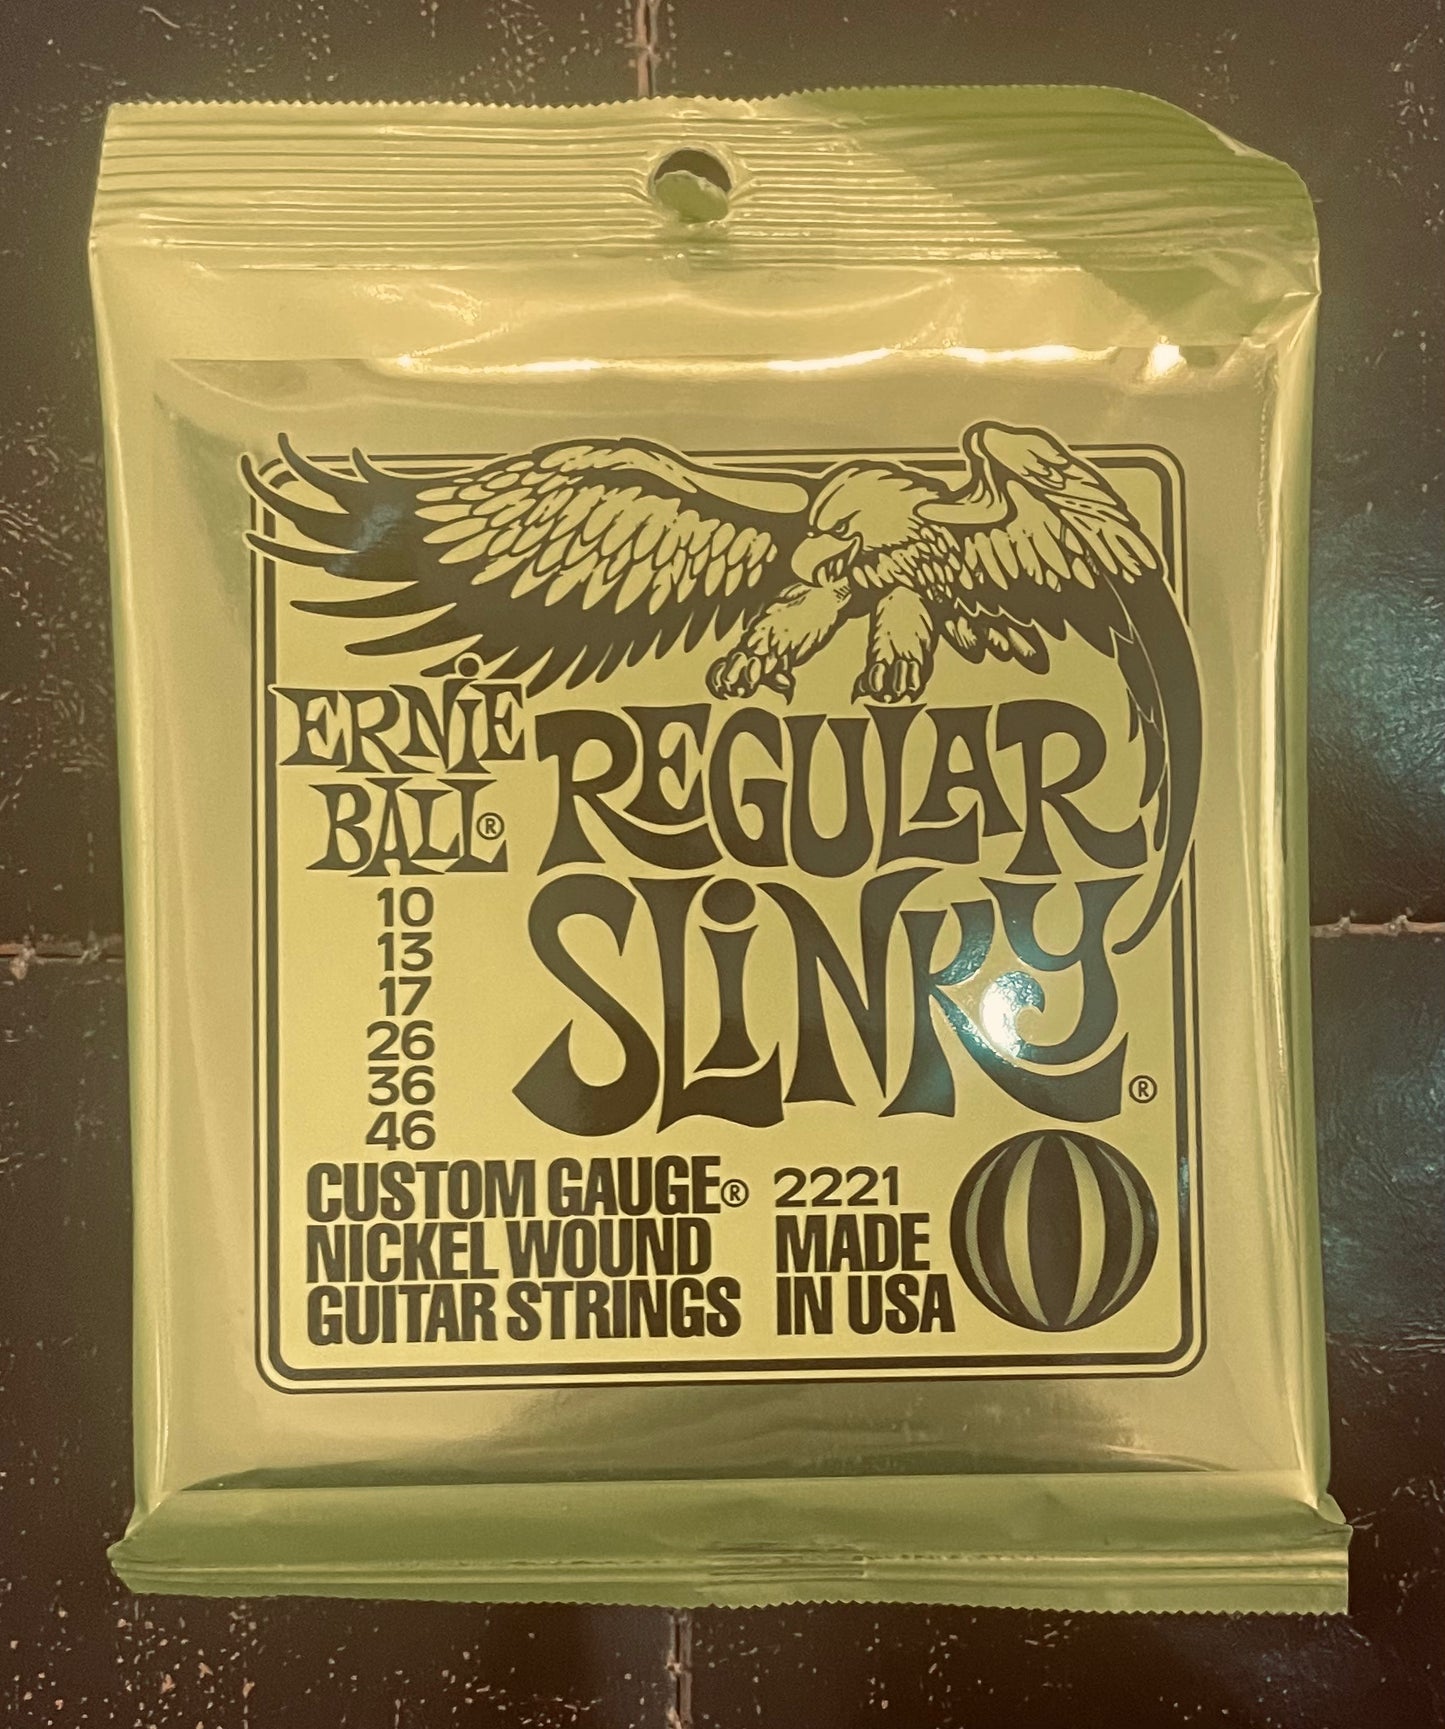 ERNiE
BALL®
REGULAR
SLiNKY®
10
13
17
26
36
46
CUSTOM GAUGE®
NICKEL WOUND
GUITAR STRINGS
2221
MADE
IN USA